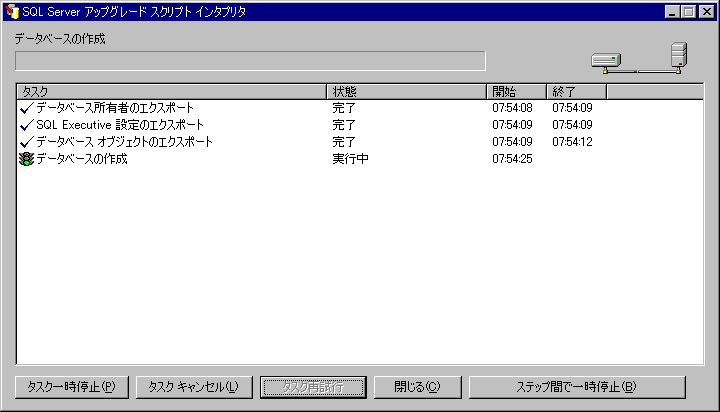 SQL Server アップグレード スクリプト インタプリタ
データベースの作成
タスク 状態 開始 終了
データベース所有者のエクスポート 完了 07:54:08 07:54:09
SQL Executive 設定のエクスポート 完了 07:54:09 07:54:09
データベース オブジェクトのエクスポート 完了 07:54:09 07:54:12
データベースの作成 実行中 07:54:25
タスク一時停止(P) タスク キャンセル(L) タスク再試行 閉じる(C) ステップ間で一時停止(B)